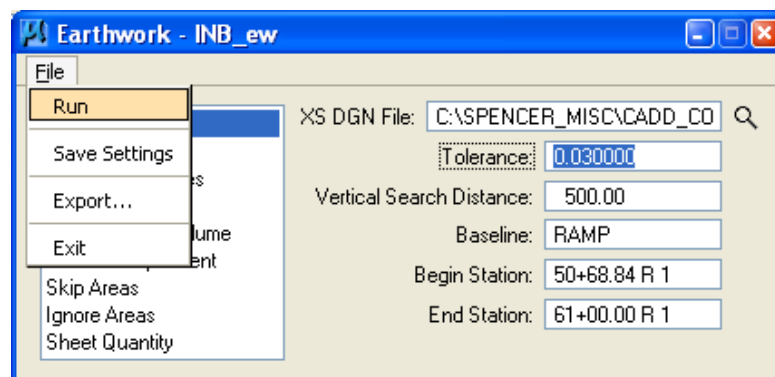 Earthwork - INB_ew
File
Run
Save Settings
Export...
Exit
Skip Areas
Ignore Areas
Sheet Quantity
XS DGN File: C:\SPENCER_MISC\CADD_CO
Tolerance: 0.030000
Vertical Search Distance: 500.00
Baseline: RAMP
Begin Station: 50+68.84 R 1
End Station: 61+00.00 R 1